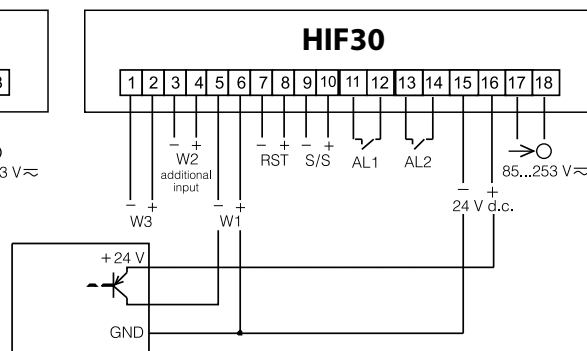 HIF30
3
1 2 3 4 5 6 7 8 9 10 11 12 13 14 15 16 17 18
3 V≂
− +
W2
additional
input
− +
RST
− +
S/S
AL1
AL2
85...253 V≂
− +
W3
− +
W1
− +
24 V d.c.
+24 V
GND